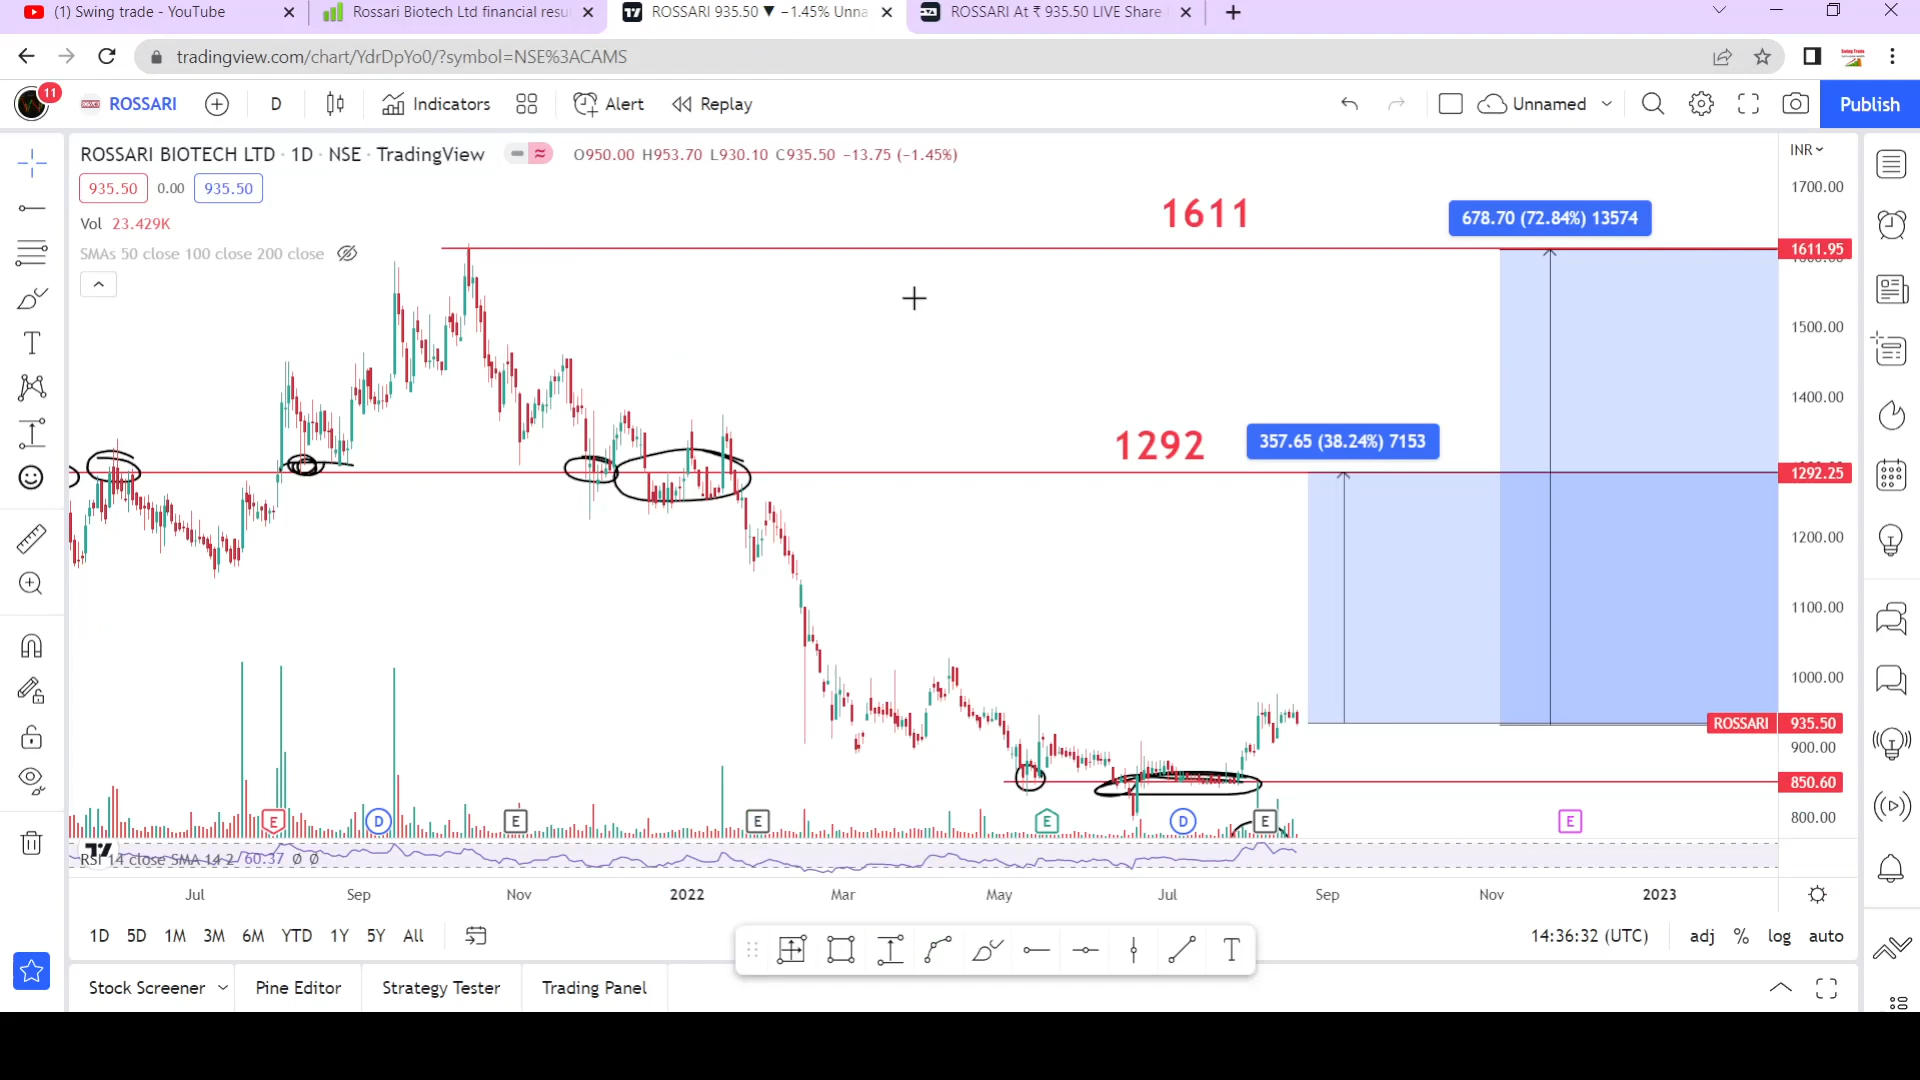 (1) Swing trade - YouTube
Rossari Biotech Ltd financial resu
ROSSARI 935.50 ▼ −1.45% Unna
ROSSARI At ₹ 935.50 LIVE Share
tradingview.com/chart/YdrDpYo0/?symbol=NSE%3ACAMS
11
ROSSARI
D
Indicators
Alert
Replay
Unnamed
Publish
ROSSARI BIOTECH LTD · 1D · NSE · TradingView
O950.00 H953.70 L930.10 C935.50 −13.75 (−1.45%)
INR
935.50 0.00 935.50
Vol 23.429K
SMAs 50 close 100 close 200 close
1611
678.70 (72.84%) 13574
1292
357.65 (38.24%) 7153
1700.00
1611.95
1500.00
1400.00
1292.25
1200.00
1100.00
1000.00
ROSSARI 935.50
900.00
850.60
800.00
E
D
E
E
E
D
E
E
RSI 14 close SMA 14 2 60.37 Ø Ø
Jul
Sep
Nov
2022
Mar
May
Jul
Sep
Nov
2023
1D 5D 1M 3M 6M YTD 1Y 5Y All
14:36:32 (UTC)
adj % log auto
T
Stock Screener
Pine Editor
Strategy Tester
Trading Panel